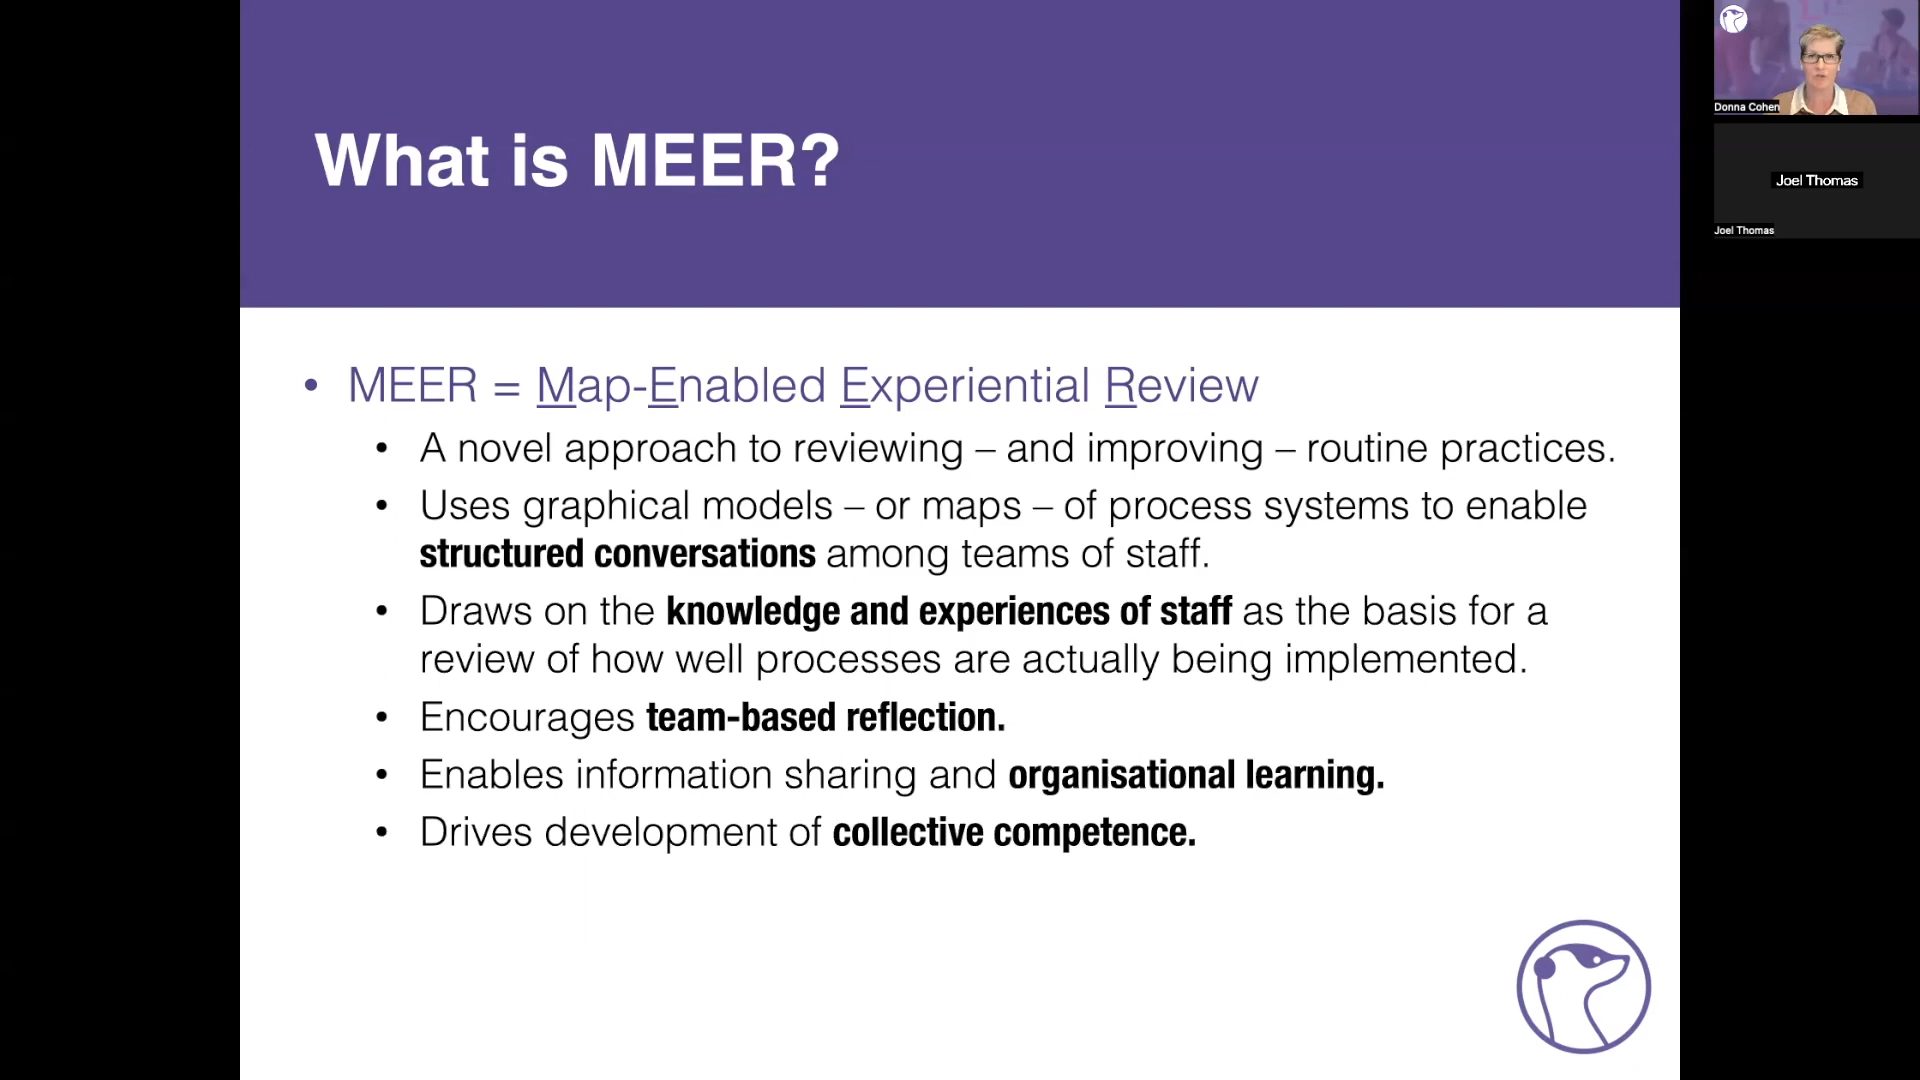 What is MEER?
• MEER = Map-Enabled Experiential Review
• A novel approach to reviewing – and improving – routine practices.
• Uses graphical models – or maps – of process systems to enable
structured conversations among teams of staff.
• Draws on the knowledge and experiences of staff as the basis for a
review of how well processes are actually being implemented.
• Encourages team-based reflection.
• Enables information sharing and organisational learning.
• Drives development of collective competence.
Donna Cohen
Joel Thomas
Joel Thomas